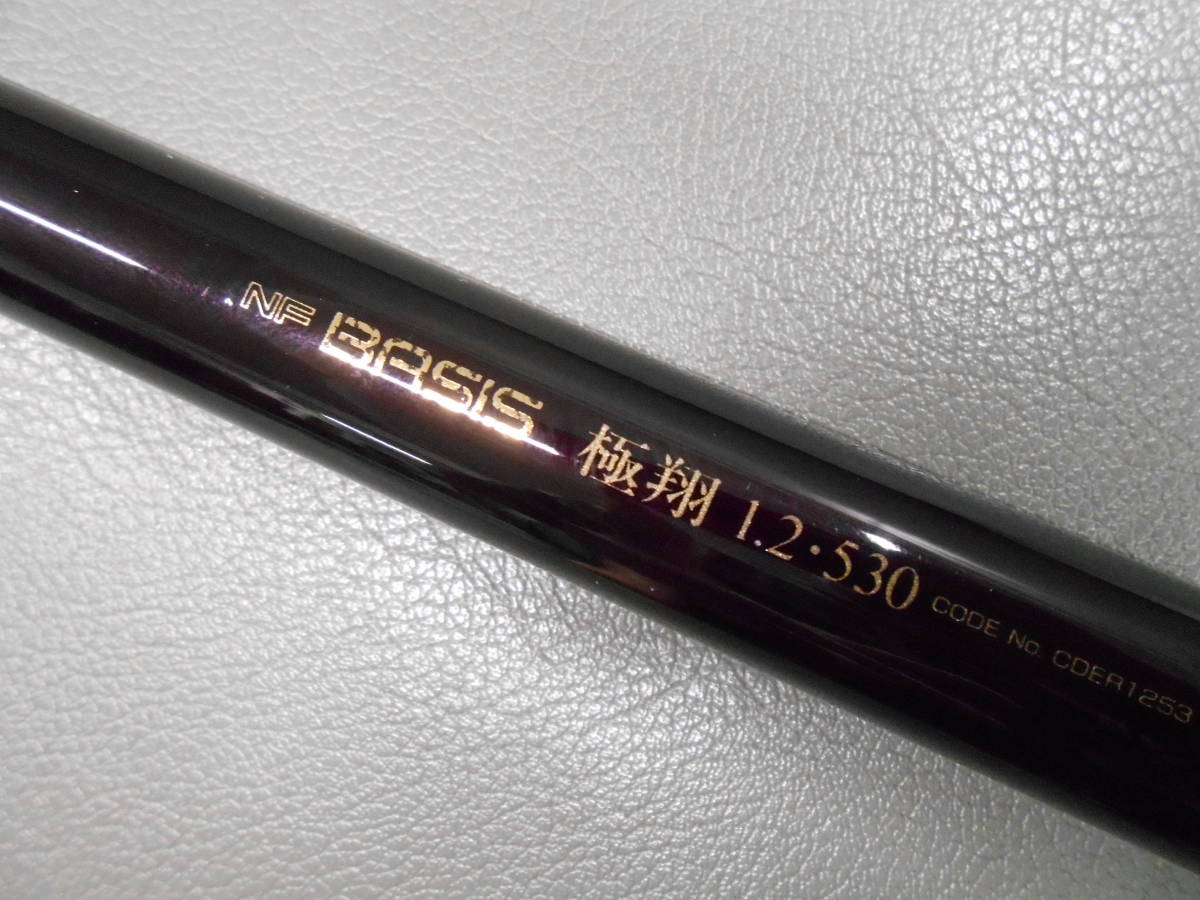 NF BASIS 極翔 1.2・530 CODE No. CDER1253